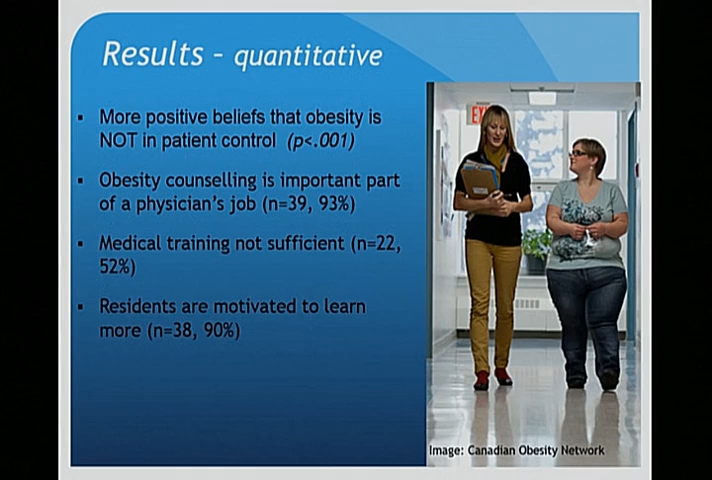 Results - quantitative
▪ More positive beliefs that obesity is
NOT in patient control (p<.001)
▪ Obesity counselling is important part
of a physician's job (n=39, 93%)
▪ Medical training not sufficient (n=22,
52%)
▪ Residents are motivated to learn
more (n=38, 90%)
EXI
Image: Canadian Obesity Network